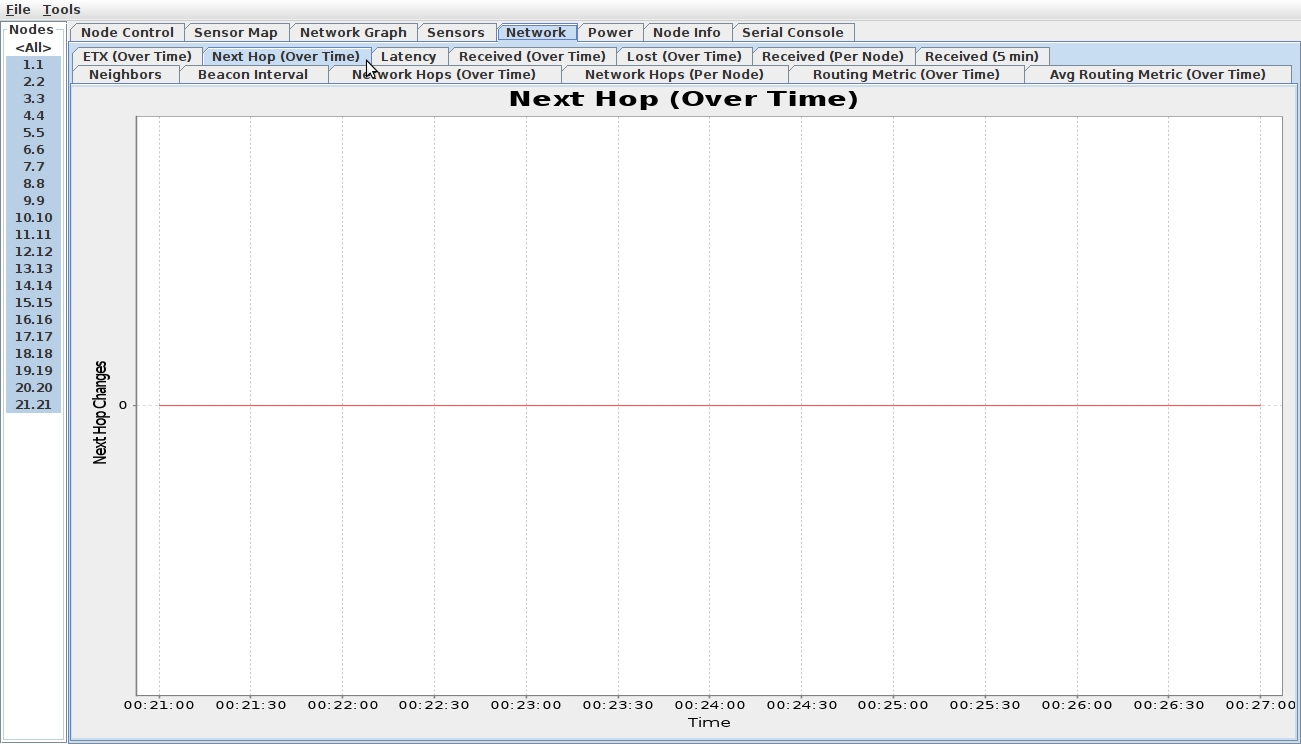 File Tools
Nodes
<All>
1.1
2.2
3.3
4.4
5.5
6.6
7.7
8.8
9.9
10.10
11.11
12.12
13.13
14.14
15.15
16.16
17.17
18.18
19.19
20.20
21.21
Node Control Sensor Map Network Graph Sensors Network Power Node Info Serial Console
ETX (Over Time) Next Hop (Over Time) Latency Received (Over Time) Lost (Over Time) Received (Per Node) Received (5 min)
Neighbors Beacon Interval Network Hops (Over Time) Network Hops (Per Node) Routing Metric (Over Time) Avg Routing Metric (Over Time)
Next Hop (Over Time)
Next Hop Changes
0
00:21:00 00:21:30 00:22:00 00:22:30 00:23:00 00:23:30 00:24:00 00:24:30 00:25:00 00:25:30 00:26:00 00:26:30 00:27:00
Time